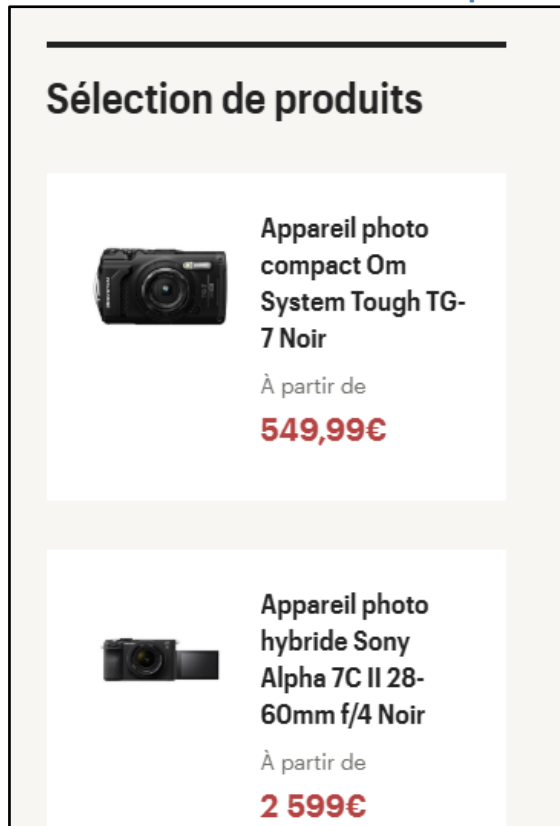 Sélection de produits
Appareil photo
compact Om
System Tough TG-
7 Noir
À partir de
549,99€
Appareil photo
hybride Sony
Alpha 7C II 28-
60mm f/4 Noir
À partir de
2 599€